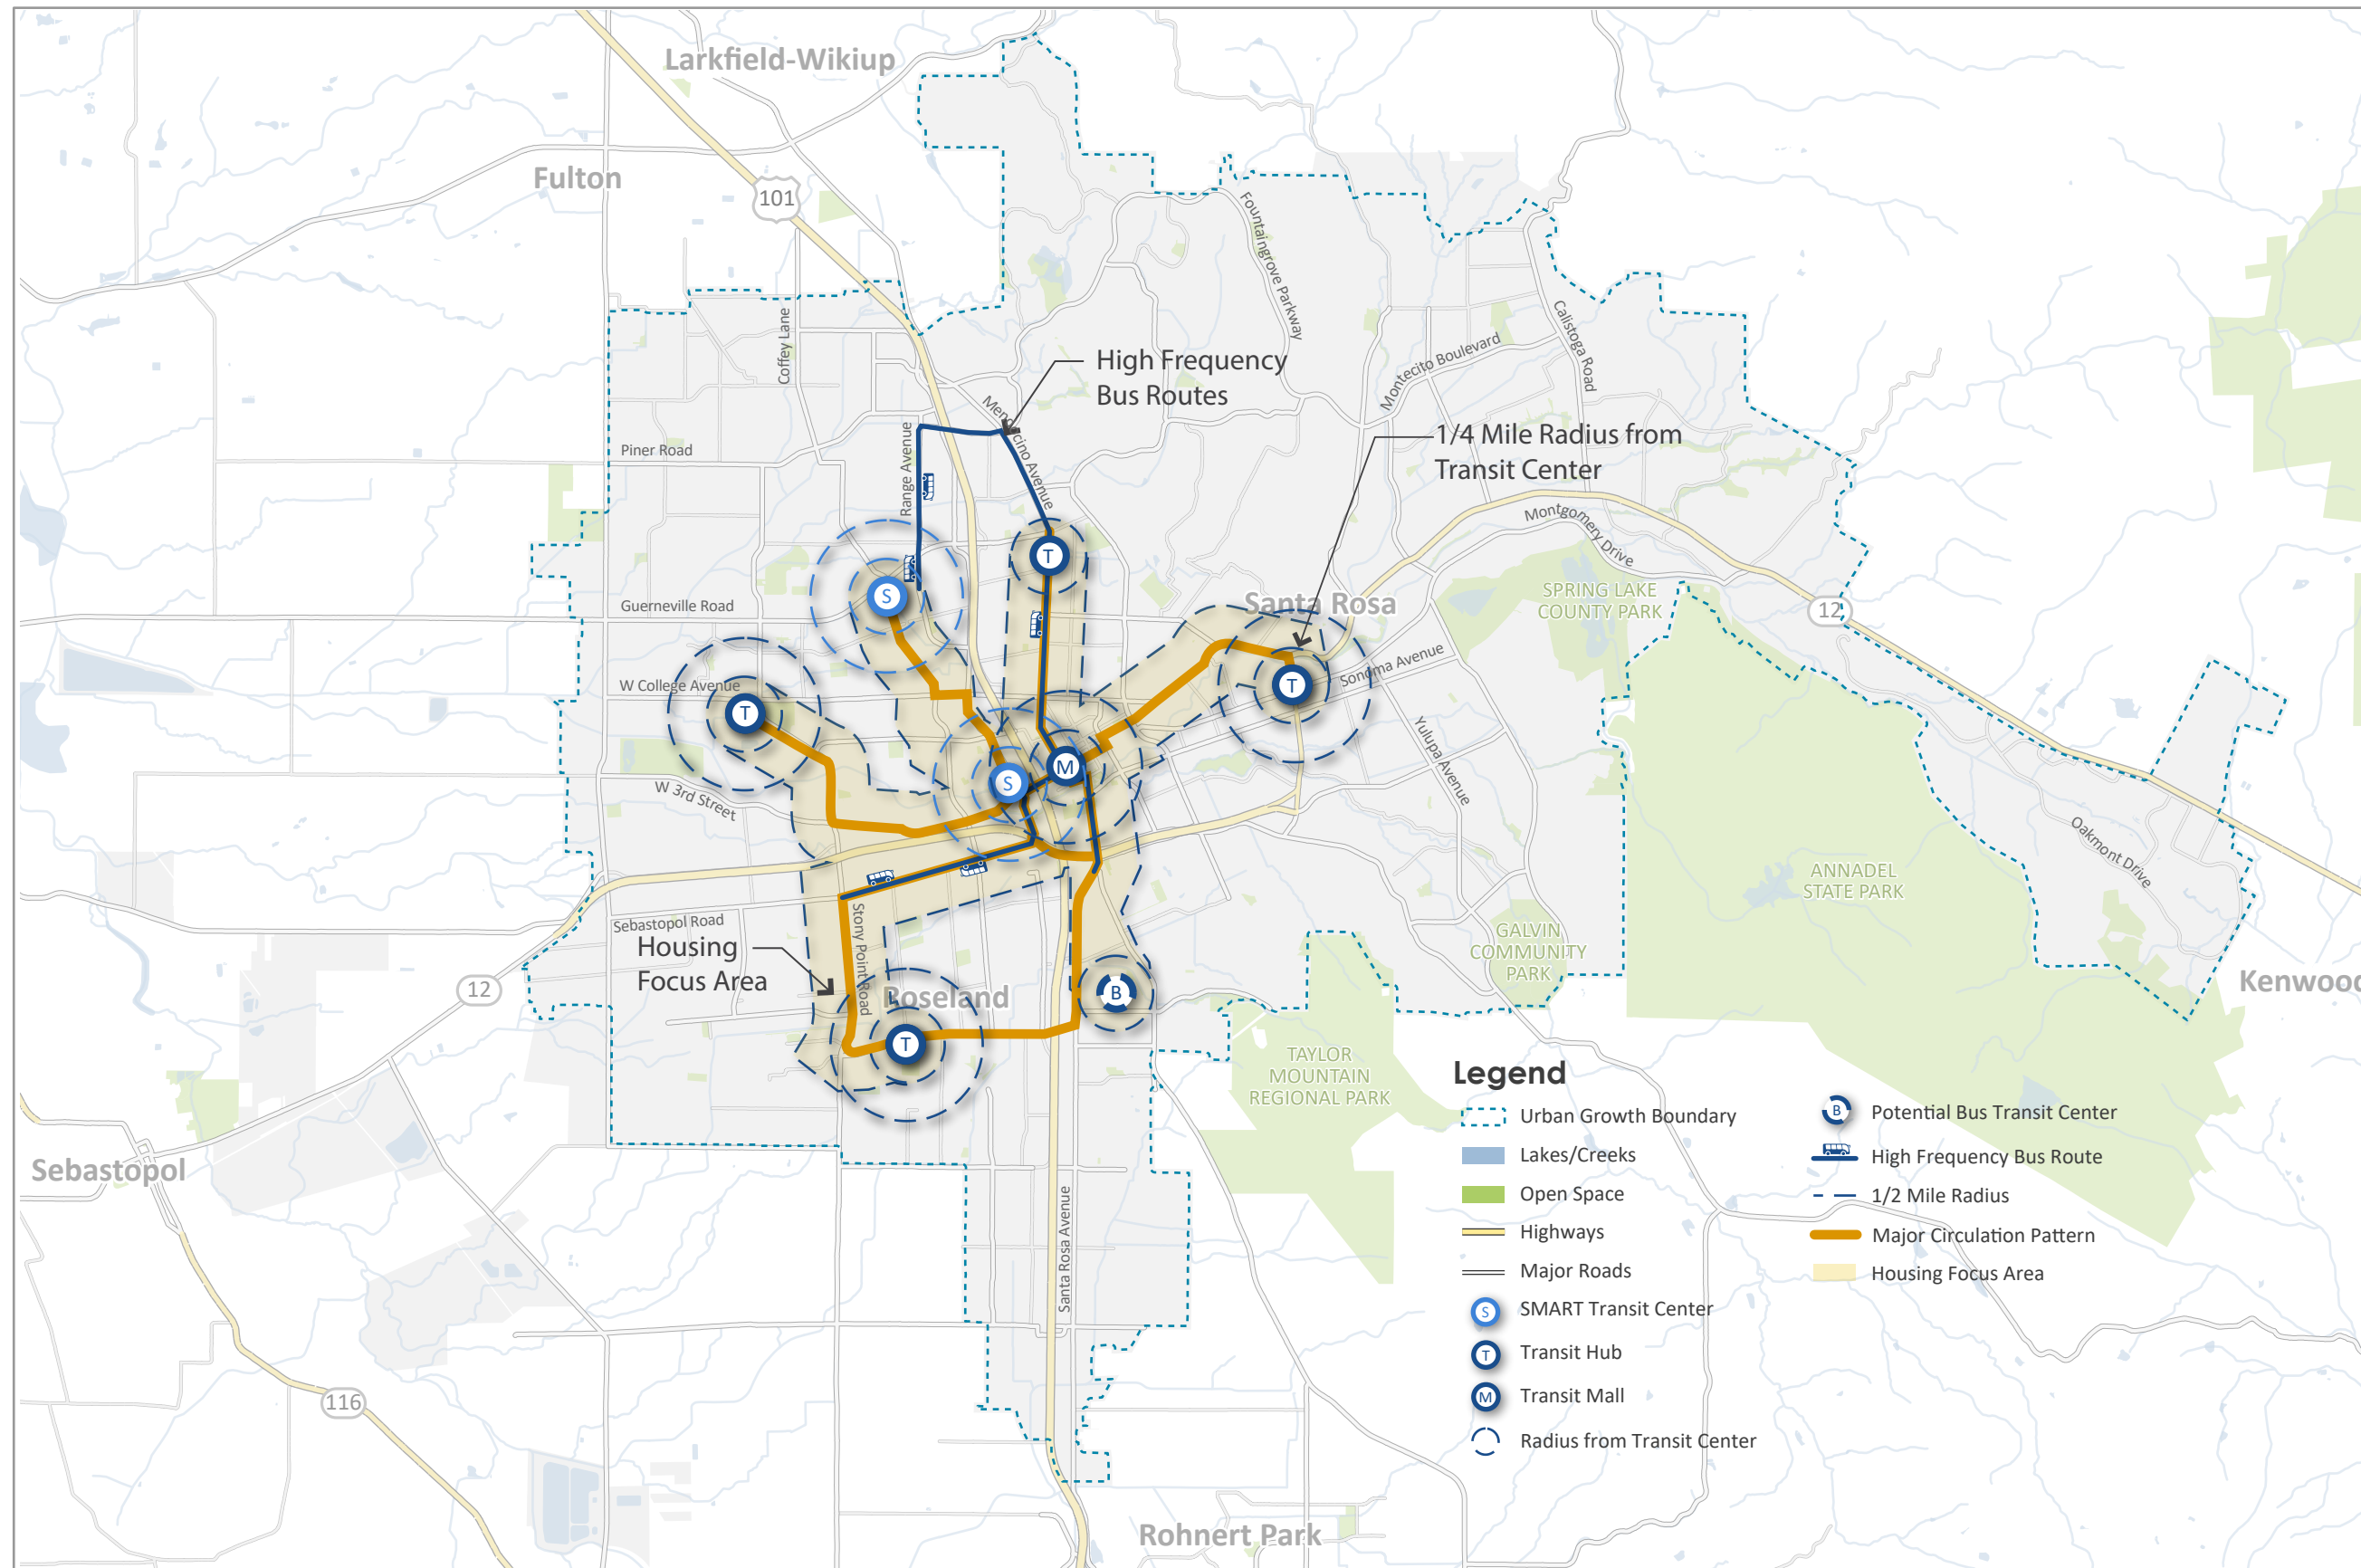 Larkfield-Wikiup
Fulton
101
Fountaingrove Parkway
Coffey Lane
High Frequency
Bus Routes
Calistoga Road
Montecito Boulevard
Mendocino Avenue
Piner Road
Range Avenue
1/4 Mile Radius from
Transit Center
Montgomery Drive
T
SPRING LAKE
COUNTY PARK
S
Guerneville Road
Santa Rosa
12
W College Avenue
Sonoma Avenue
T
T
Yulupa Avenue
M
S
W 3rd Street
Oakmont Drive
ANNADEL
STATE PARK
Sebastopol Road
Stony Point Road
Housing
Focus Area
GALVIN
COMMUNITY
PARK
12
Roseland
B
Kenwood
T
TAYLOR
MOUNTAIN
REGIONAL PARK
Sebastopol
Santa Rosa Avenue
116
Rohnert Park
Legend
Urban Growth Boundary
Lakes/Creeks
Open Space
Highways
Major Roads
S SMART Transit Center
T Transit Hub
M Transit Mall
Radius from Transit Center
B Potential Bus Transit Center
High Frequency Bus Route
1/2 Mile Radius
Major Circulation Pattern
Housing Focus Area